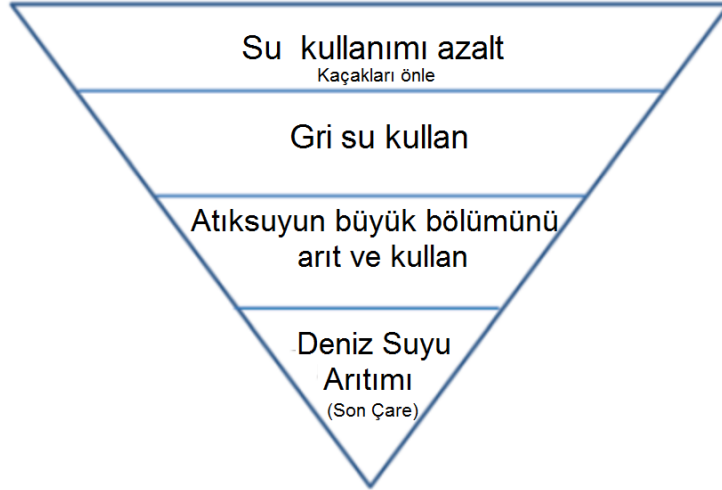 Su kullanımı azalt
Kaçakları önle
Gri su kullan
Atıksuyun büyük bölümünü
arıt ve kullan
Deniz Suyu
Arıtımı
(Son Çare)